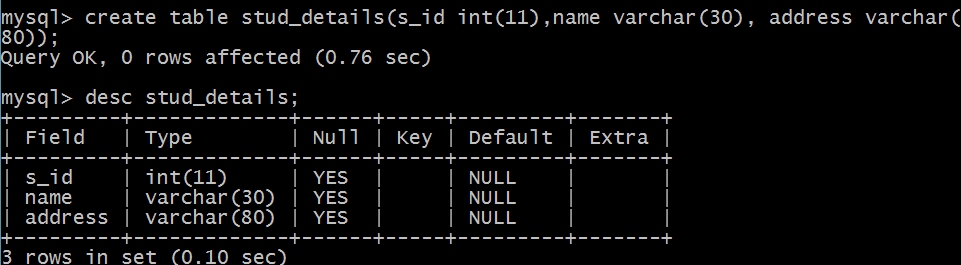 mysql> create table stud_details(s_id int(11),name varchar(30), address varchar(
80));
Query OK, 0 rows affected (0.76 sec)
mysql> desc stud_details;
+---------+-------------+------+-----+---------+-------+
| Field   | Type        | Null | Key | Default | Extra |
+---------+-------------+------+-----+---------+-------+
| s_id    | int(11)     | YES  |     | NULL    |       |
| name    | varchar(30) | YES  |     | NULL    |       |
| address | varchar(80) | YES  |     | NULL    |       |
+---------+-------------+------+-----+---------+-------+
3 rows in set (0.10 sec)